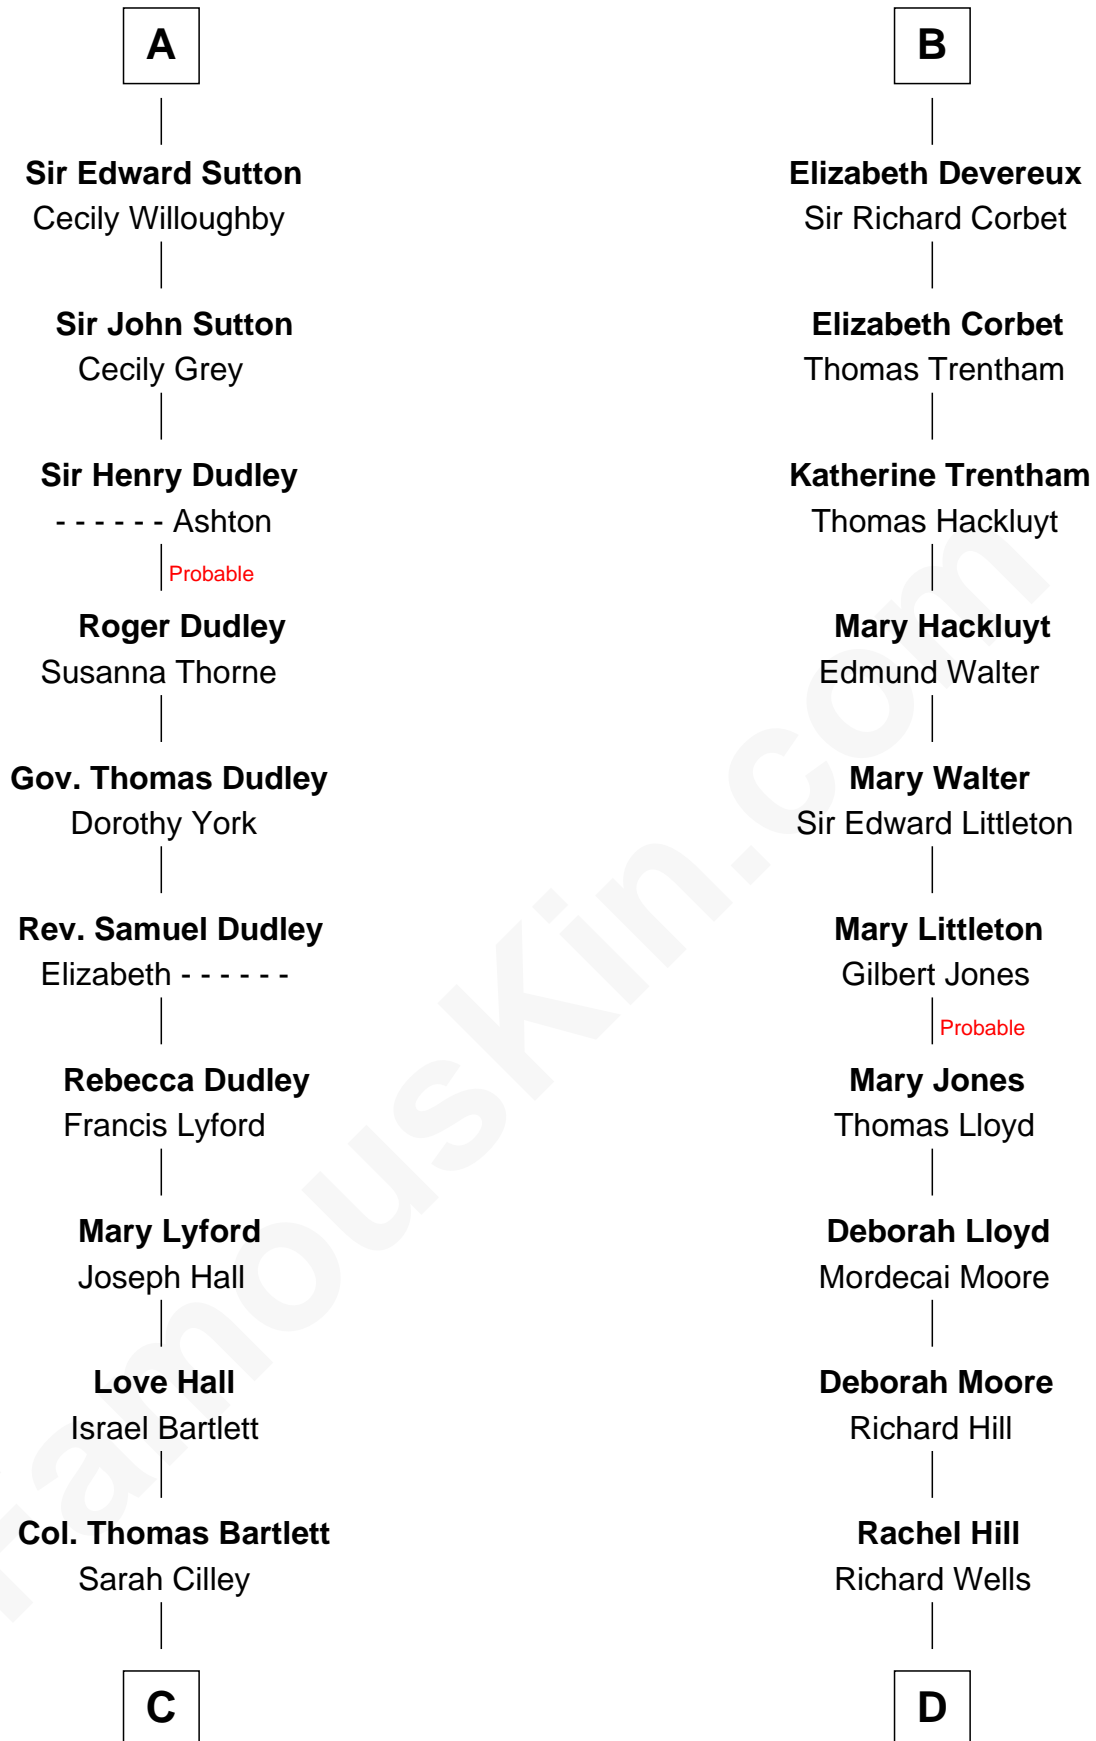 A
Sir Edward Sutton
Cecily Willoughby
Sir John Sutton
Cecily Grey
Sir Henry Dudley
- - - - - - Ashton
Probable
Roger Dudley
Susanna Thorne
Gov. Thomas Dudley
Dorothy York
Rev. Samuel Dudley
Elizabeth - - - - - -
Rebecca Dudley
Francis Lyford
Mary Lyford
Joseph Hall
Love Hall
Israel Bartlett
Col. Thomas Bartlett
Sarah Cilley
C
B
Elizabeth Devereux
Sir Richard Corbet
Elizabeth Corbet
Thomas Trentham
Katherine Trentham
Thomas Hackluyt
Mary Hackluyt
Edmund Walter
Mary Walter
Sir Edward Littleton
Mary Littleton
Gilbert Jones
Probable
Mary Jones
Thomas Lloyd
Deborah Lloyd
Mordecai Moore
Deborah Moore
Richard Hill
Rachel Hill
Richard Wells
D
FamousKin.com